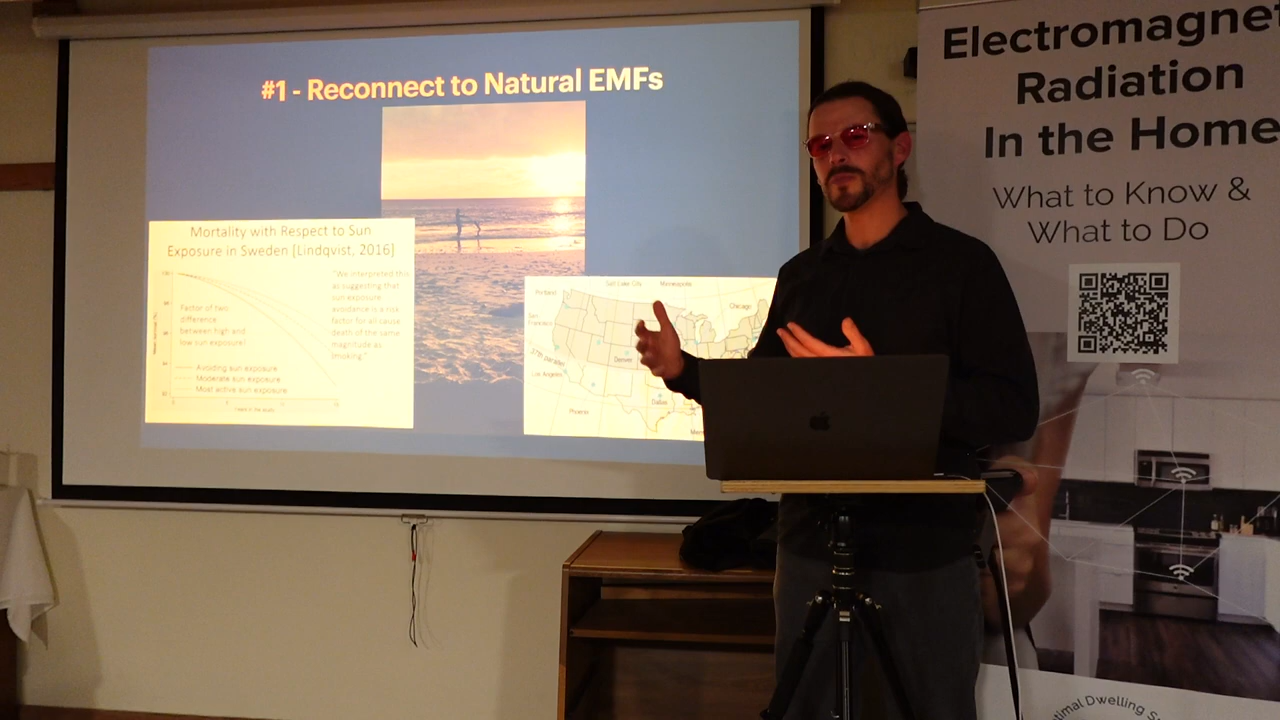 #1 - Reconnect to Natural EMFs
Mortality with Respect to Sun
Exposure in Sweden [Lindqvist, 2016]
"We interpreted this
as suggesting that
sun exposure
avoidance is a risk
factor for all cause
death of the same
magnitude as
smoking."
Factor of two
difference
between high and
low sun exposure!
Avoiding sun exposure
Moderate sun exposure
Most active sun exposure
Portland
Salt Lake City
Minneapolis
Chicago
San
Francisco
37th parallel
Denver
Los Angeles
Phoenix
Dallas
Electromagnet
Radiation
In the Home
What to Know &
What to Do
timal Dwelling S